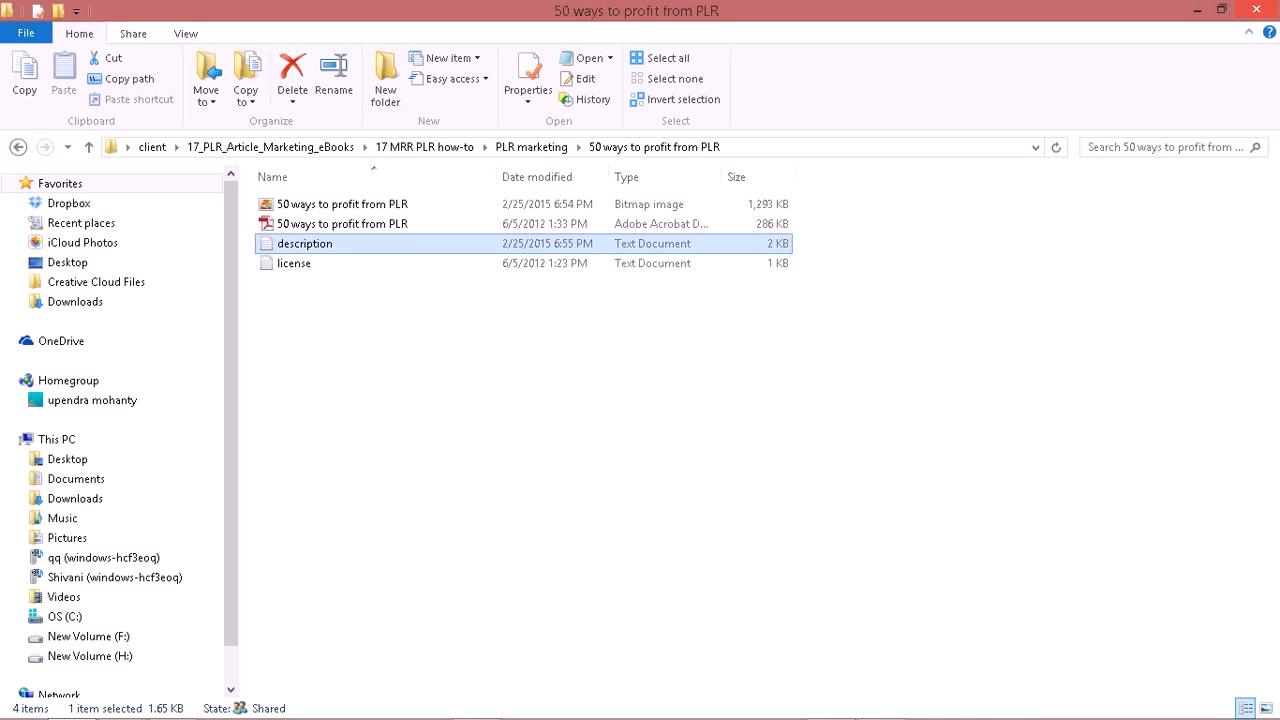 50 ways to profit from PLR
File Home Share View
Copy
Paste
Cut
Copy path
Paste shortcut
Clipboard
Move to
Copy to
Delete
Rename
Organize
New folder
New item
Easy access
New
Properties
Open
Edit
History
Open
Select all
Select none
Invert selection
Select
client 17_PLR_Article_Marketing_eBooks 17 MRR PLR how-to PLR marketing 50 ways to profit from PLR
Search 50 ways to profit from ...
Name Date modified Type Size
50 ways to profit from PLR 2/25/2015 6:54 PM Bitmap image 1,293 KB
50 ways to profit from PLR 6/5/2012 1:33 PM Adobe Acrobat D... 286 KB
description 2/25/2015 6:55 PM Text Document 2 KB
license 6/5/2012 1:23 PM Text Document 1 KB
Favorites
Dropbox
Recent places
iCloud Photos
Desktop
Creative Cloud Files
Downloads
OneDrive
Homegroup
upendra mohanty
This PC
Desktop
Documents
Downloads
Music
Pictures
qq (windows-hcf3eoq)
Shivani (windows-hcf3eoq)
Videos
OS (C:)
New Volume (F:)
New Volume (H:)
Network
4 items 1 item selected 1.65 KB State: Shared